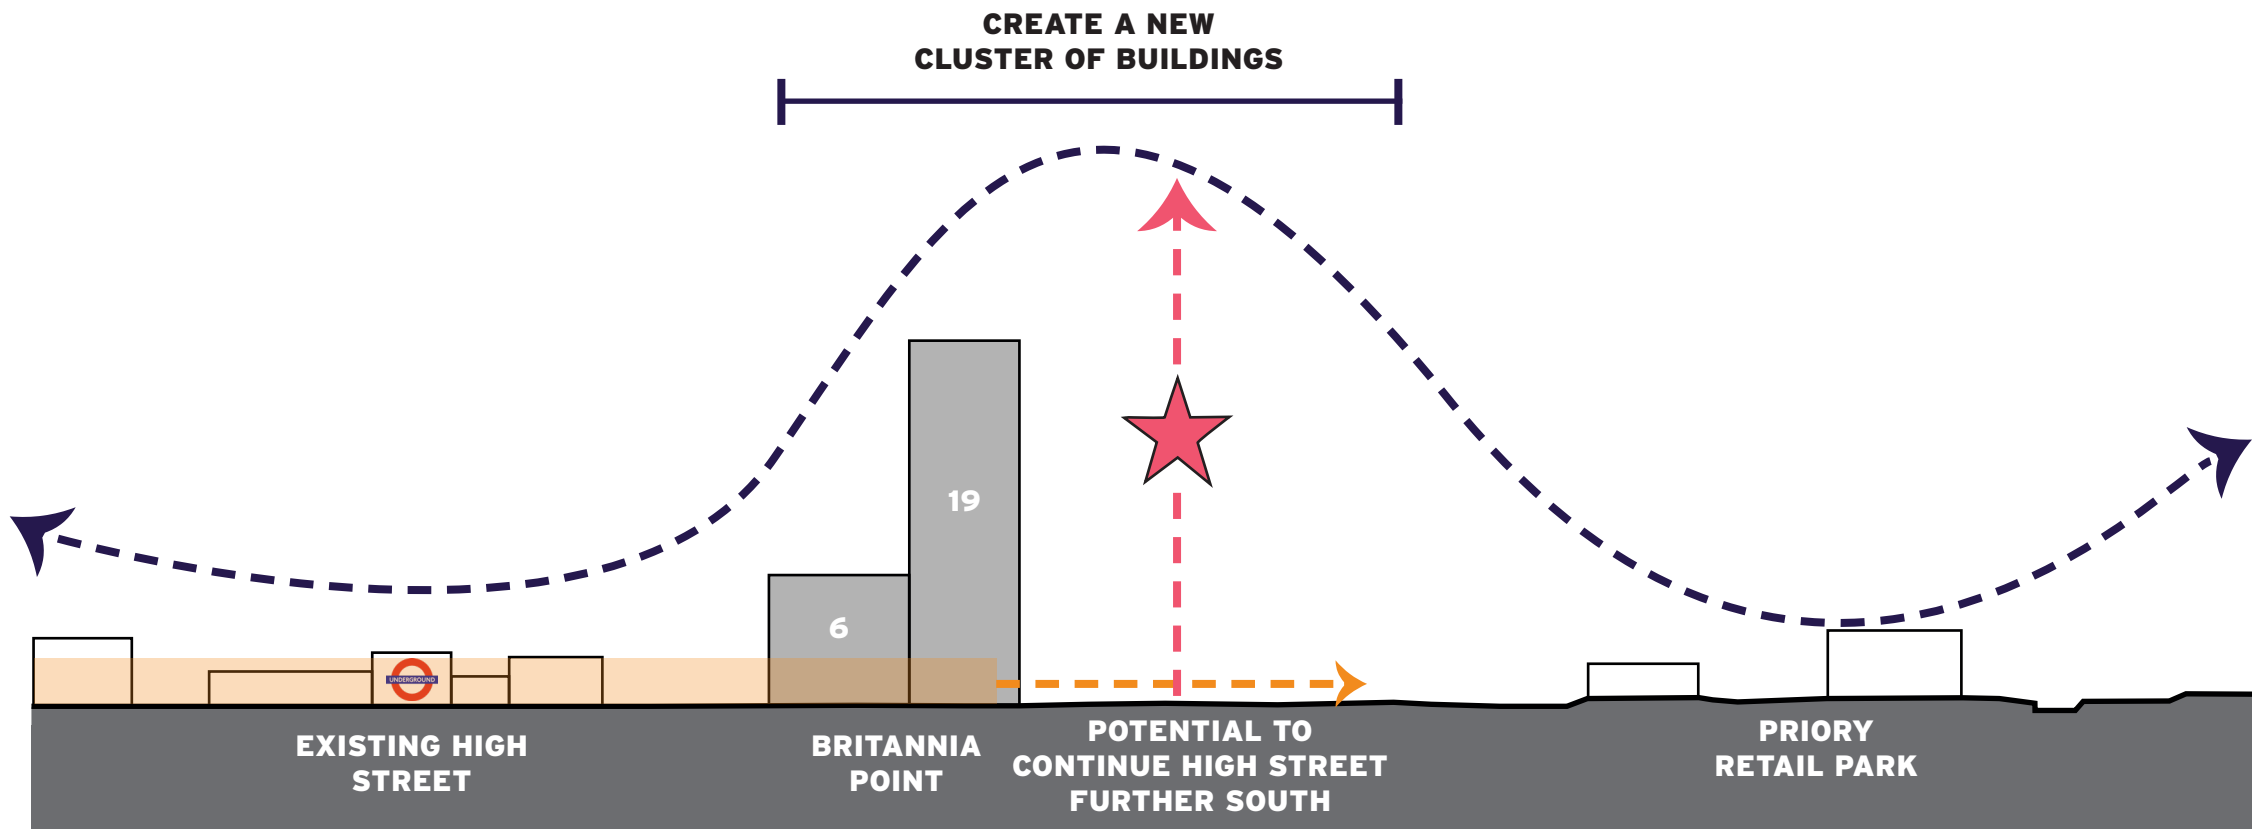 CREATE A NEW
CLUSTER OF BUILDINGS
19
6
UNDERGROUND
EXISTING HIGH
STREET
BRITANNIA
POINT
POTENTIAL TO
CONTINUE HIGH STREET
FURTHER SOUTH
PRIORY
RETAIL PARK